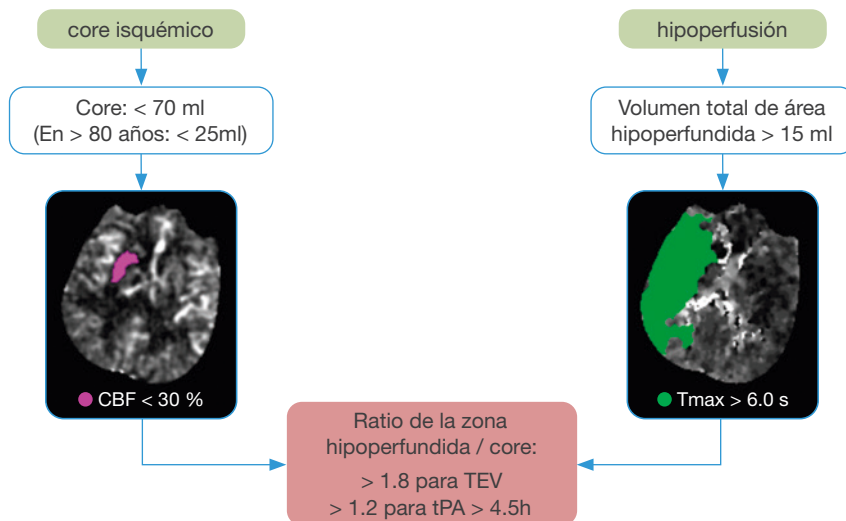 core isquémico
hipoperfusión
Core: < 70 ml
(En > 80 años: < 25ml)
Volumen total de área
hipoperfundida > 15 ml
CBF < 30 %
Tmax > 6.0 s
Ratio de la zona
hipoperfundida / core:
> 1.8 para TEV
> 1.2 para tPA > 4.5h